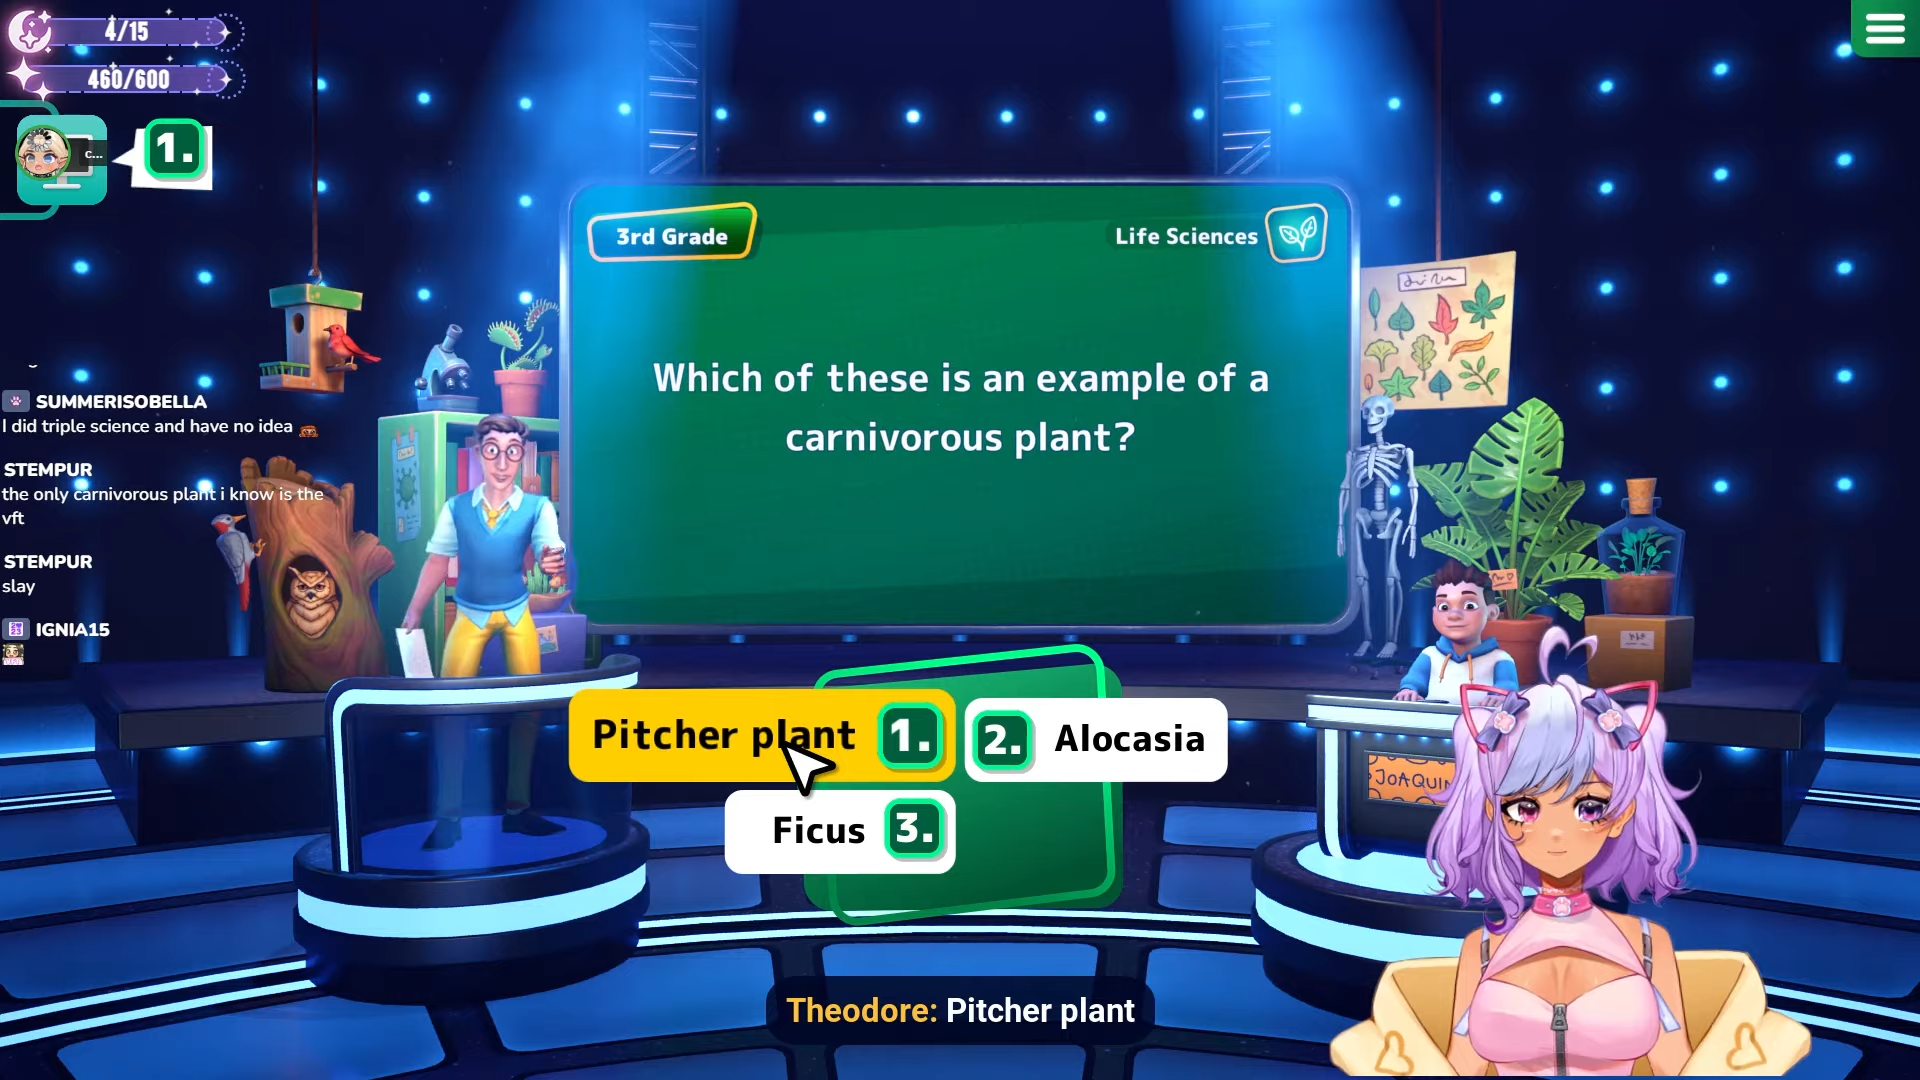 4/15
460/600
c...
1.
3rd Grade
Life Sciences
Which of these is an example of a
carnivorous plant?
SUMMERISOBELLA
I did triple science and have no idea
STEMPUR
the only carnivorous plant i know is the
vft
STEMPUR
slay
IGNIA15
Pitcher plant 1.
2. Alocasia
Ficus 3.
JOAQUIN
Theodore: Pitcher plant